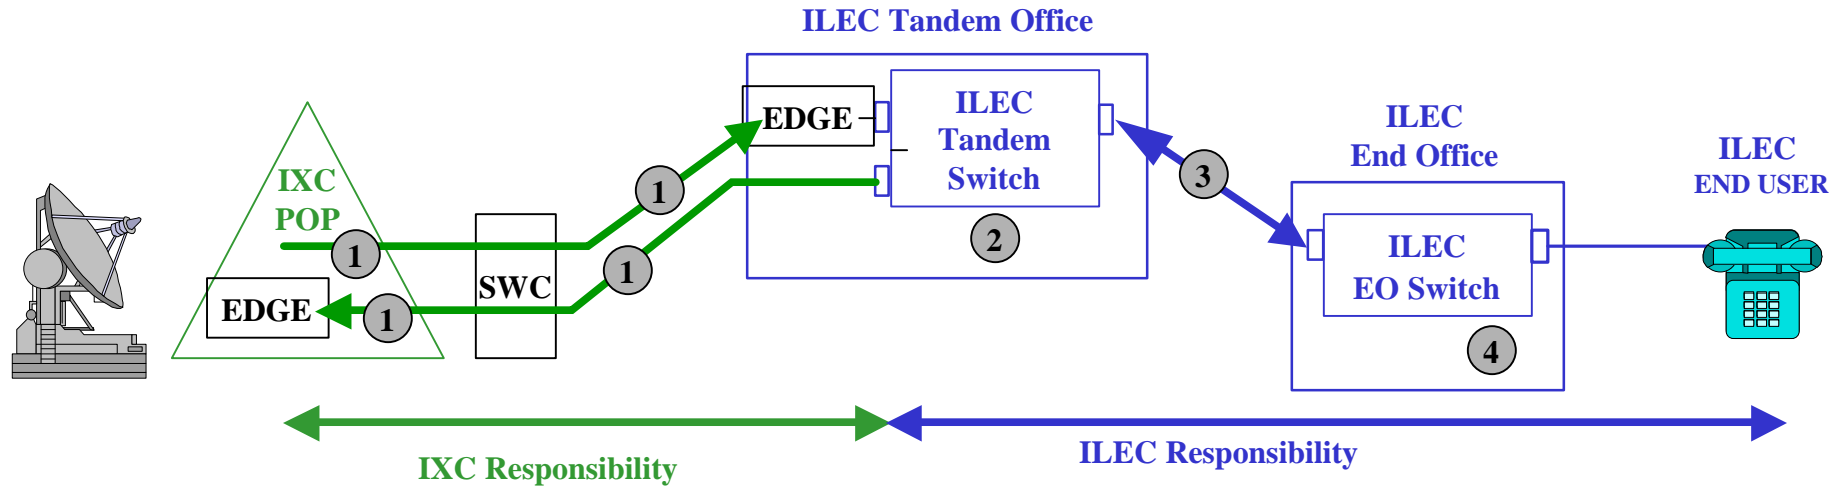 ILEC Tandem Office
EDGE
ILEC
Tandem
Switch
2
IXC
POP
1
1
1
1
EDGE
SWC
3
ILEC
End Office
ILEC
EO Switch
4
ILEC
END USER
IXC Responsibility
ILEC Responsibility